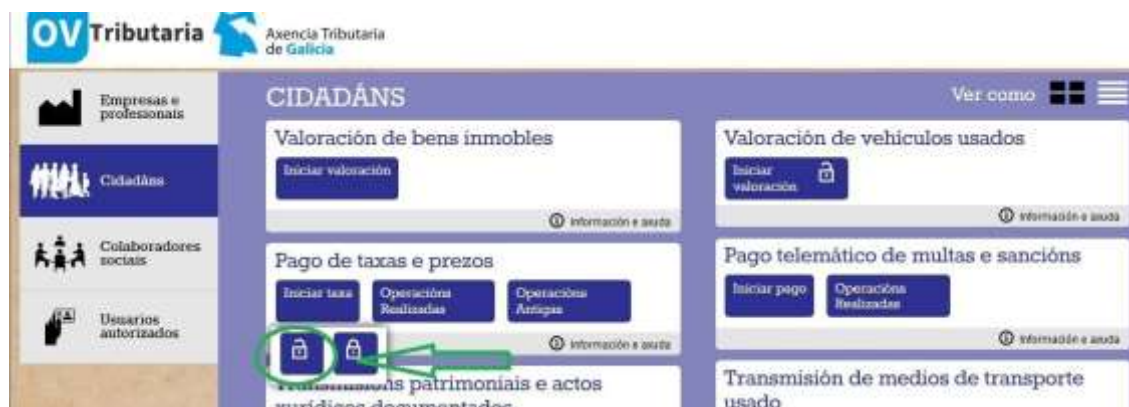 OV Tributaria
Axencia Tributaria
de Galicia
Empresas e
profesionais
Cidadáns
Colaboradores
sociais
Usuarios
autorizados
CIDADÁNS
Ver como
Valoración de bens inmobles
Iniciar valoración
Información e axuda
Valoración de vehículos usados
Iniciar
valoración
Información e axuda
Pago de taxas e prezos
Iniciar taxa
Operacións
Realizadas
Operacións
Antigas
Información e axuda
Pago telemático de multas e sancións
Iniciar pago
Operacións
Realizadas
Información e axuda
Transmisións patrimoniais e actos
xurídicos documentados
Transmisión de medios de transporte
usado